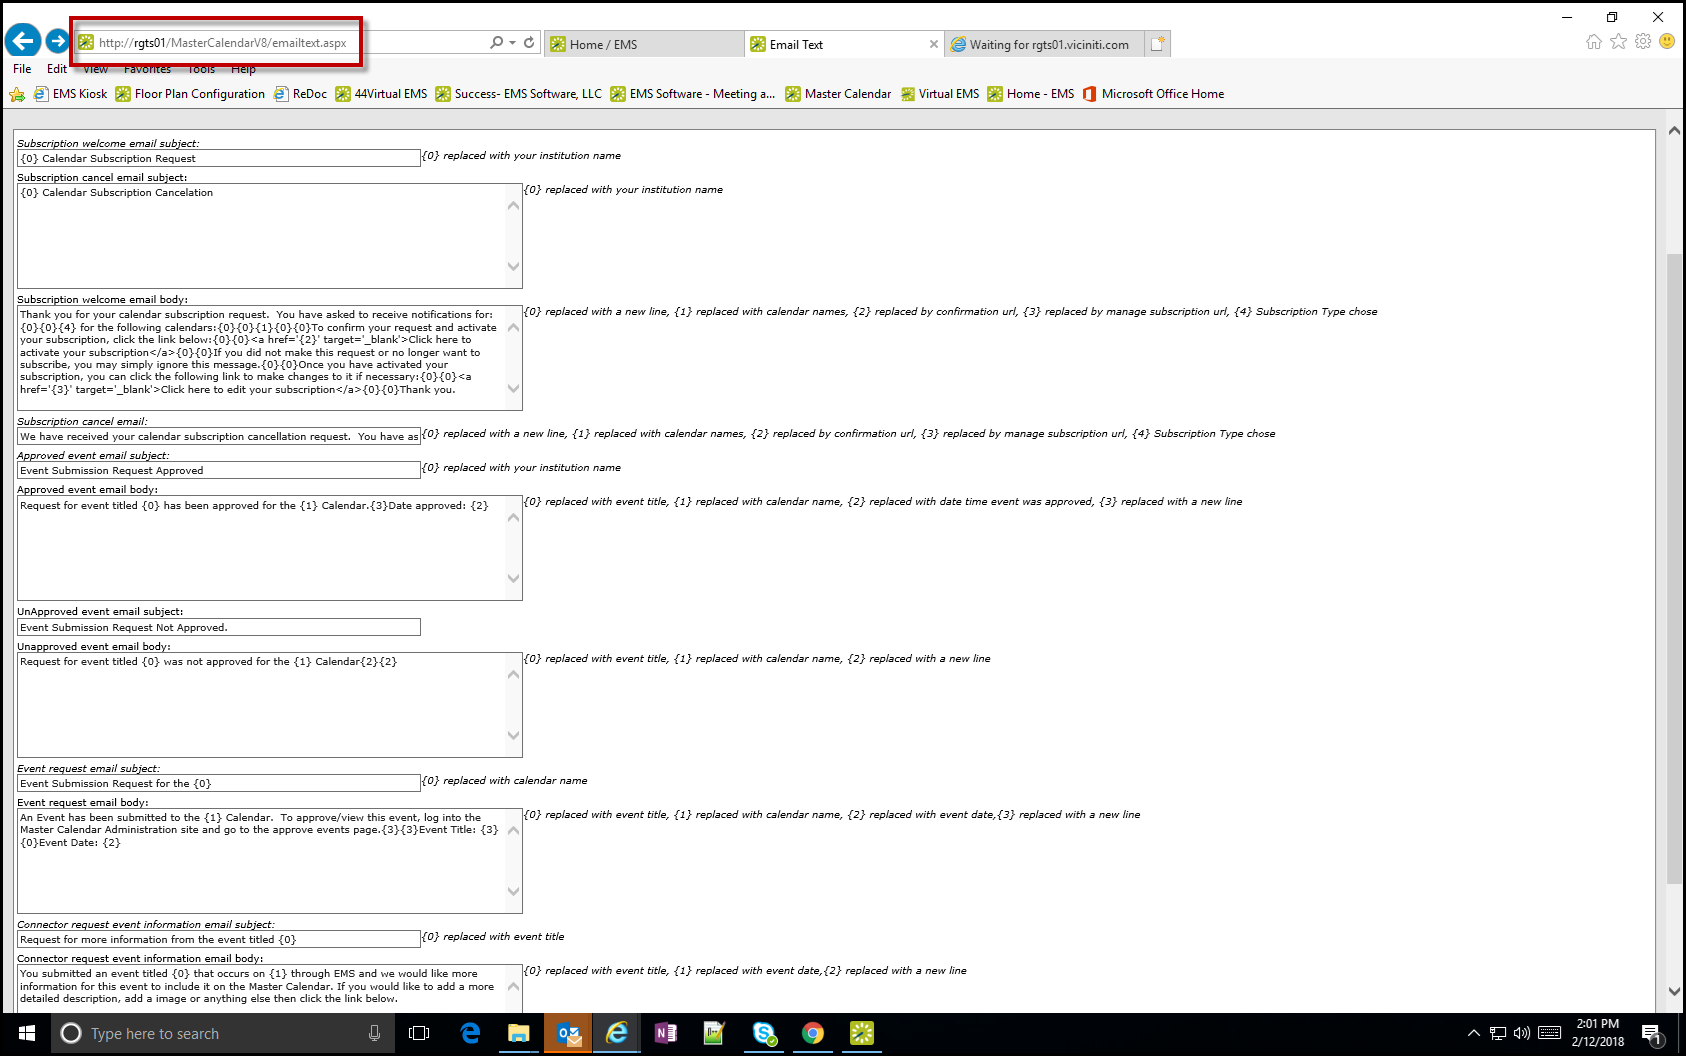 http://rgts01/MasterCalendarV8/emailtext.aspx
Home / EMS
Email Text
Waiting for rgts01.viciniti.com
File Edit View Favorites Tools Help
EMS Kiosk Floor Plan Configuration ReDoc 44Virtual EMS Success- EMS Software, LLC EMS Software - Meeting a... Master Calendar Virtual EMS Home - EMS Microsoft Office Home
Subscription welcome email subject:
{0} Calendar Subscription Request
{0} replaced with your institution name
Subscription cancel email subject:
{0} Calendar Subscription Cancelation
{0} replaced with your institution name
Subscription welcome email body:
Thank you for your calendar subscription request.  You have asked to receive notifications for:
{0}{0}{4} for the following calendars:{0}{0}{1}{0}{0}To confirm your request and activate
your subscription, click the link below:{0}{0}<a href='{2}' target='_blank'>Click here to
activate your subscription</a>{0}{0}If you did not make this request or no longer want to
subscribe, you may simply ignore this message.{0}{0}Once you have activated your
subscription, you can click the following link to make changes to it if necessary:{0}{0}<a
href='{3}' target='_blank'>Click here to edit your subscription</a>{0}{0}Thank you.
{0} replaced with a new line, {1} replaced with calendar names, {2} replaced by confirmation url, {3} replaced by manage subscription url, {4} Subscription Type chose
Subscription cancel email:
We have received your calendar subscription cancellation request.  You have as
{0} replaced with a new line, {1} replaced with calendar names, {2} replaced by confirmation url, {3} replaced by manage subscription url, {4} Subscription Type chose
Approved event email subject:
Event Submission Request Approved
{0} replaced with your institution name
Approved event email body:
Request for event titled {0} has been approved for the {1} Calendar.{3}Date approved: {2}
{0} replaced with event title, {1} replaced with calendar name, {2} replaced with date time event was approved, {3} replaced with a new line
UnApproved event email subject:
Event Submission Request Not Approved.
Unapproved event email body:
Request for event titled {0} was not approved for the {1} Calendar{2}{2}
{0} replaced with event title, {1} replaced with calendar name, {2} replaced with a new line
Event request email subject:
Event Submission Request for the {0}
{0} replaced with calendar name
Event request email body:
An Event has been submitted to the {1} Calendar.  To approve/view this event, log into the
Master Calendar Administration site and go to the approve events page.{3}{3}Event Title: {3}
{0}Event Date: {2}
{0} replaced with event title, {1} replaced with calendar name, {2} replaced with event date,{3} replaced with a new line
Connector request event information email subject:
Request for more information from the event titled {0}
{0} replaced with event title
Connector request event information email body:
You submitted an event titled {0} that occurs on {1} through EMS and we would like more
information for this event to include it on the Master Calendar. If you would like to add a more
detailed description, add a image or anything else then click the link below.
{0} replaced with event title, {1} replaced with event date,{2} replaced with a new line
Type here to search
2:01 PM
2/12/2018
1